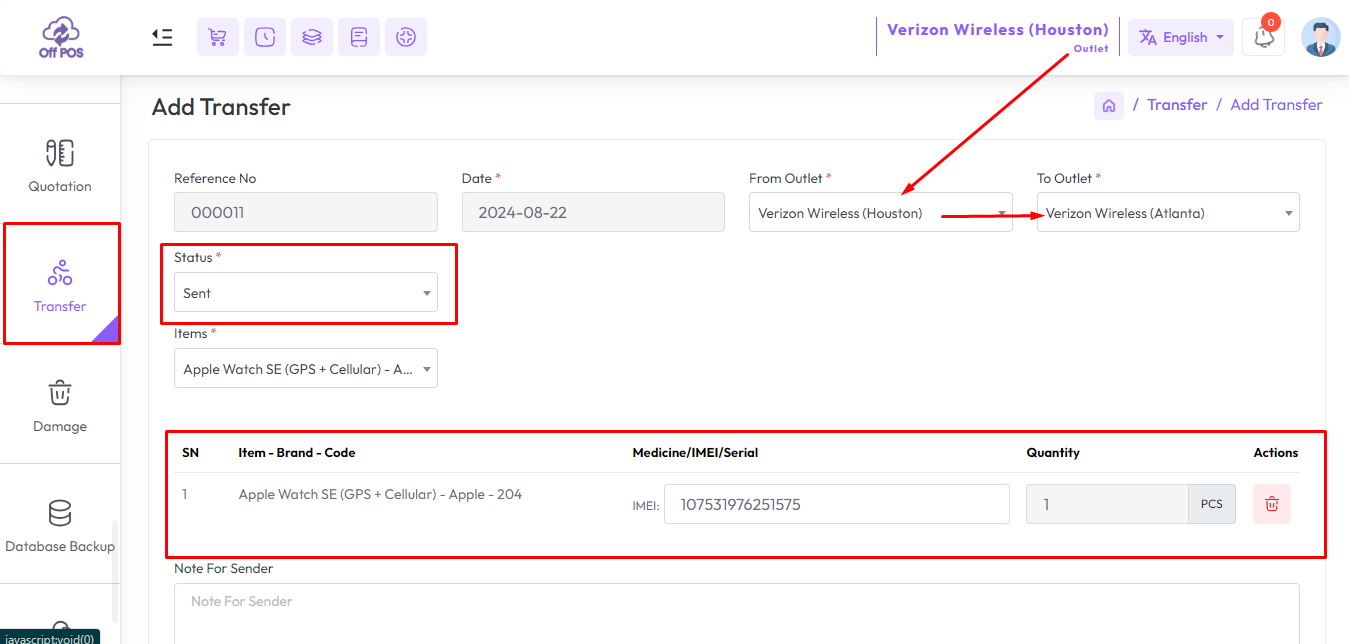 Off POS
Verizon Wireless (Houston)
Outlet
English
0
Add Transfer
/ Transfer / Add Transfer
Quotation
Transfer
Damage
Database Backup
Reference No
Date *
From Outlet *
To Outlet *
000011
2024-08-22
Verizon Wireless (Houston)
Verizon Wireless (Atlanta)
Status *
Sent
Items *
Apple Watch SE (GPS + Cellular) - A...
SN
Item - Brand - Code
Medicine/IMEI/Serial
Quantity
Actions
1
Apple Watch SE (GPS + Cellular) - Apple - 204
IMEI:
107531976251575
1
PCS
Note For Sender
Note For Sender
javascript:void(0)